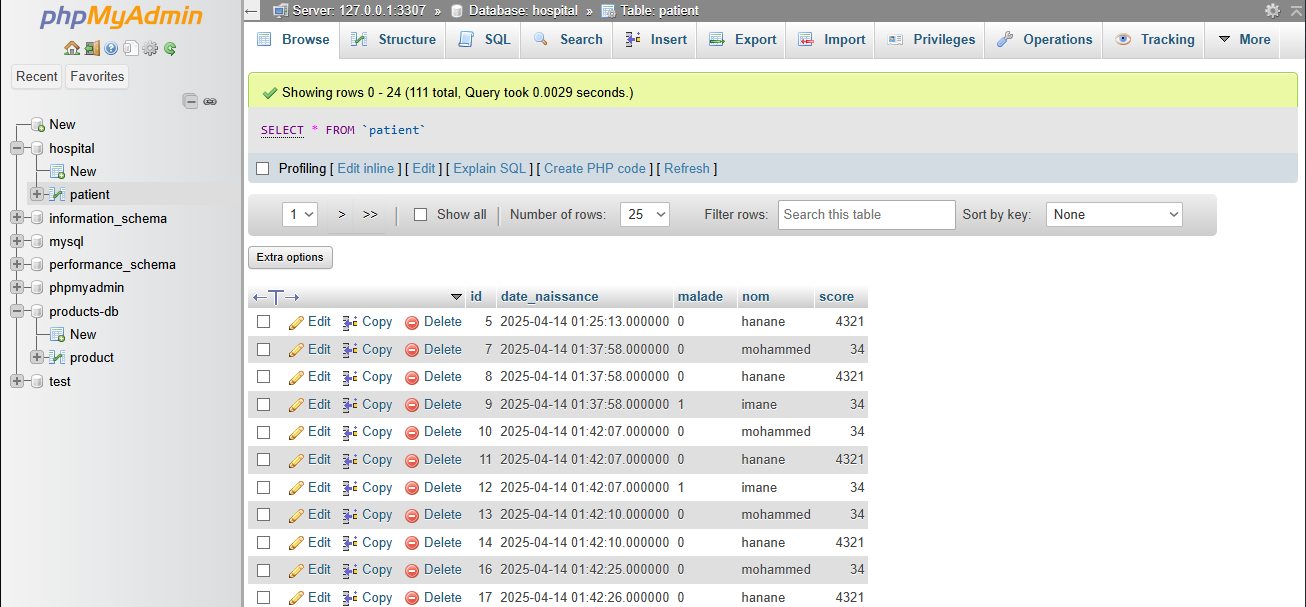 phpMyAdmin
Recent Favorites
New
hospital
New
patient
information_schema
mysql
performance_schema
phpmyadmin
products-db
New
product
test
Server: 127.0.0.1:3307 » Database: hospital » Table: patient
Browse Structure SQL Search Insert Export Import Privileges Operations Tracking More
Showing rows 0 - 24 (111 total, Query took 0.0029 seconds.)
SELECT * FROM `patient`
Profiling [ Edit inline ] [ Edit ] [ Explain SQL ] [ Create PHP code ] [ Refresh ]
1 > >> Show all Number of rows: 25 Filter rows: Search this table Sort by key: None
Extra options
←T→ id date_naissance malade nom score
Edit Copy Delete 5 2025-04-14 01:25:13.000000 0 hanane 4321
Edit Copy Delete 7 2025-04-14 01:37:58.000000 0 mohammed 34
Edit Copy Delete 8 2025-04-14 01:37:58.000000 0 hanane 4321
Edit Copy Delete 9 2025-04-14 01:37:58.000000 1 imane 34
Edit Copy Delete 10 2025-04-14 01:42:07.000000 0 mohammed 34
Edit Copy Delete 11 2025-04-14 01:42:07.000000 0 hanane 4321
Edit Copy Delete 12 2025-04-14 01:42:07.000000 1 imane 34
Edit Copy Delete 13 2025-04-14 01:42:10.000000 0 mohammed 34
Edit Copy Delete 14 2025-04-14 01:42:10.000000 0 hanane 4321
Edit Copy Delete 16 2025-04-14 01:42:25.000000 0 mohammed 34
Edit Copy Delete 17 2025-04-14 01:42:26.000000 0 hanane 4321